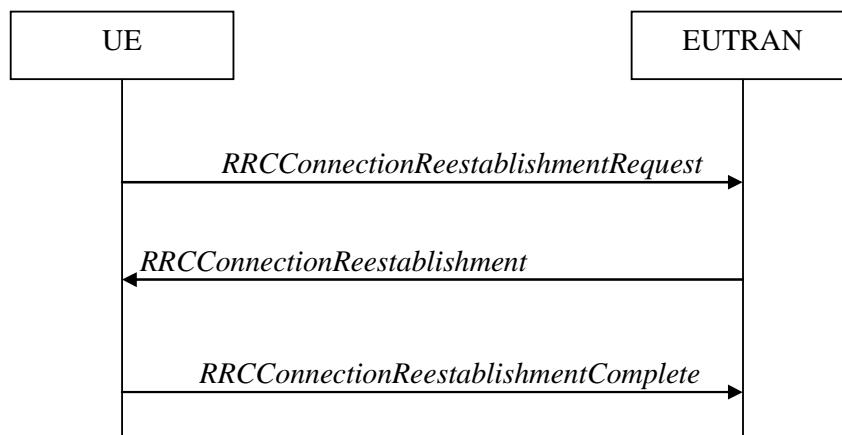 UE
EUTRAN
RRCConnectionReestablishmentRequest
RRCConnectionReestablishment
RRCConnectionReestablishmentComplete